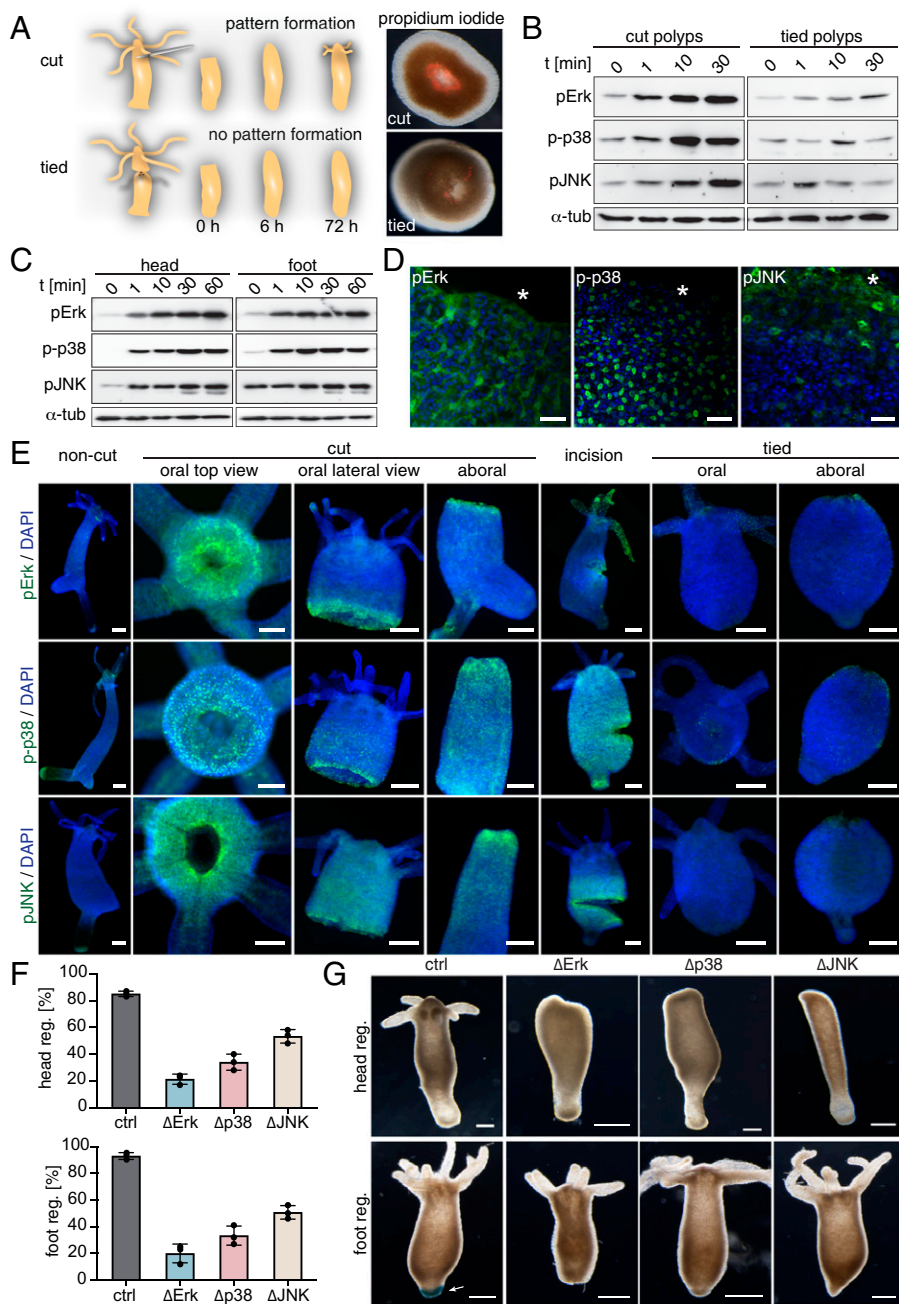 A
pattern formation
propidium iodide
cut
cut
no pattern formation
tied
tied
0 h 6 h 72 h
B
cut polyps tied polyps
t [min] 0 1 10 30 0 1 10 30
pErk
p-p38
pJNK
α-tub
C
head foot
t [min] 0 1 10 30 60 0 1 10 30 60
pErk
p-p38
pJNK
α-tub
D
pErk * p-p38 * pJNK *
E
non-cut cut incision tied
oral top view oral lateral view aboral oral aboral
pErk / DAPI
p-p38 / DAPI
pJNK / DAPI
F
head reg. [%]
100
80
60
40
20
0
ctrl ΔErk Δp38 ΔJNK
foot reg. [%]
100
80
60
40
20
0
ctrl ΔErk Δp38 ΔJNK
G
ctrl ΔErk Δp38 ΔJNK
head reg.
foot reg.